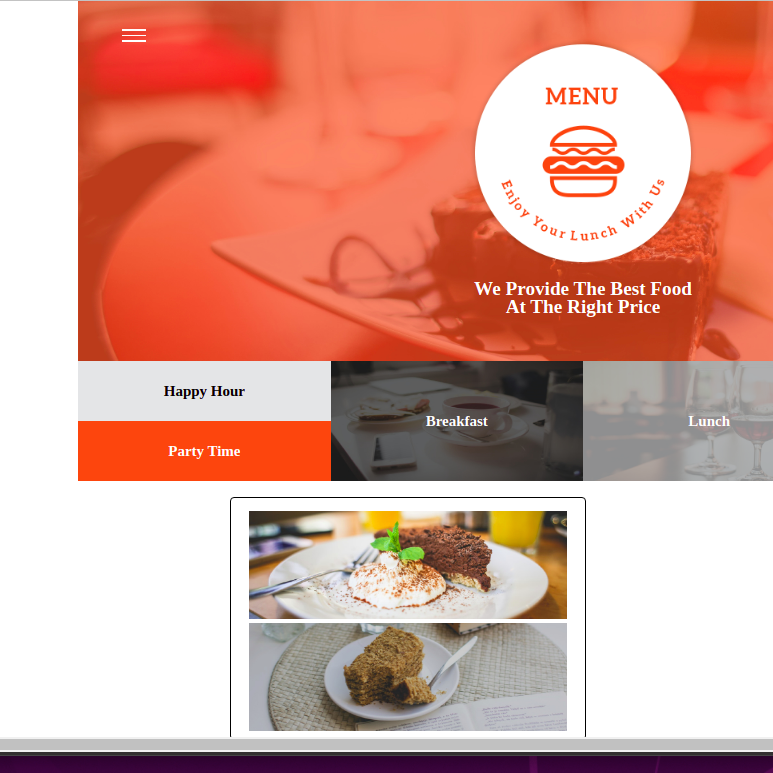 MENU
Enjoy Your Lunch With Us
We Provide The Best Food
At The Right Price
Happy Hour
Party Time
Breakfast
Lunch